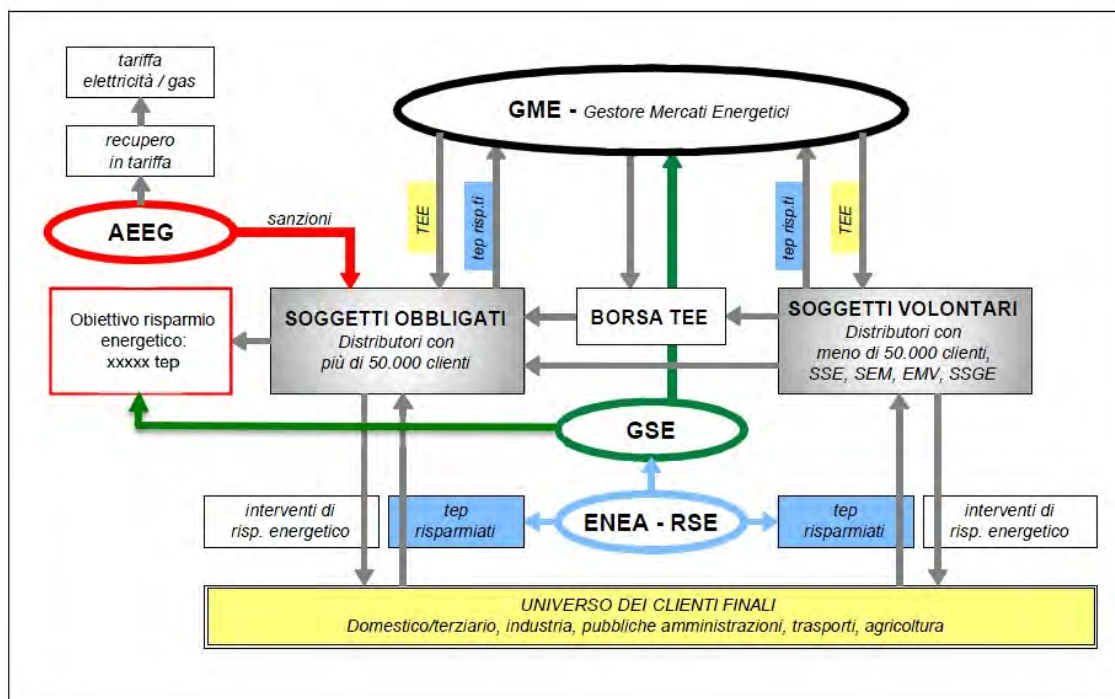 tariffa
elettricità / gas
GME - Gestore Mercati Energetici
recupero
in tariffa
AEEG
sanzioni
TEE
tep risp.ti
tep risp.ti
TEE
Obiettivo risparmio
energetico:
xxxxx tep
SOGGETTI OBBLIGATI
Distributori con
più di 50.000 clienti
BORSA TEE
SOGGETTI VOLONTARI
Distributori con
meno di 50.000 clienti,
SSE, SEM, EMV, SSGE
GSE
interventi di
risp. energetico
tep
risparmiati
ENEA - RSE
tep
risparmiati
interventi di
risp. energetico
UNIVERSO DEI CLIENTI FINALI
Domestico/terziario, industria, pubbliche amministrazioni, trasporti, agricoltura